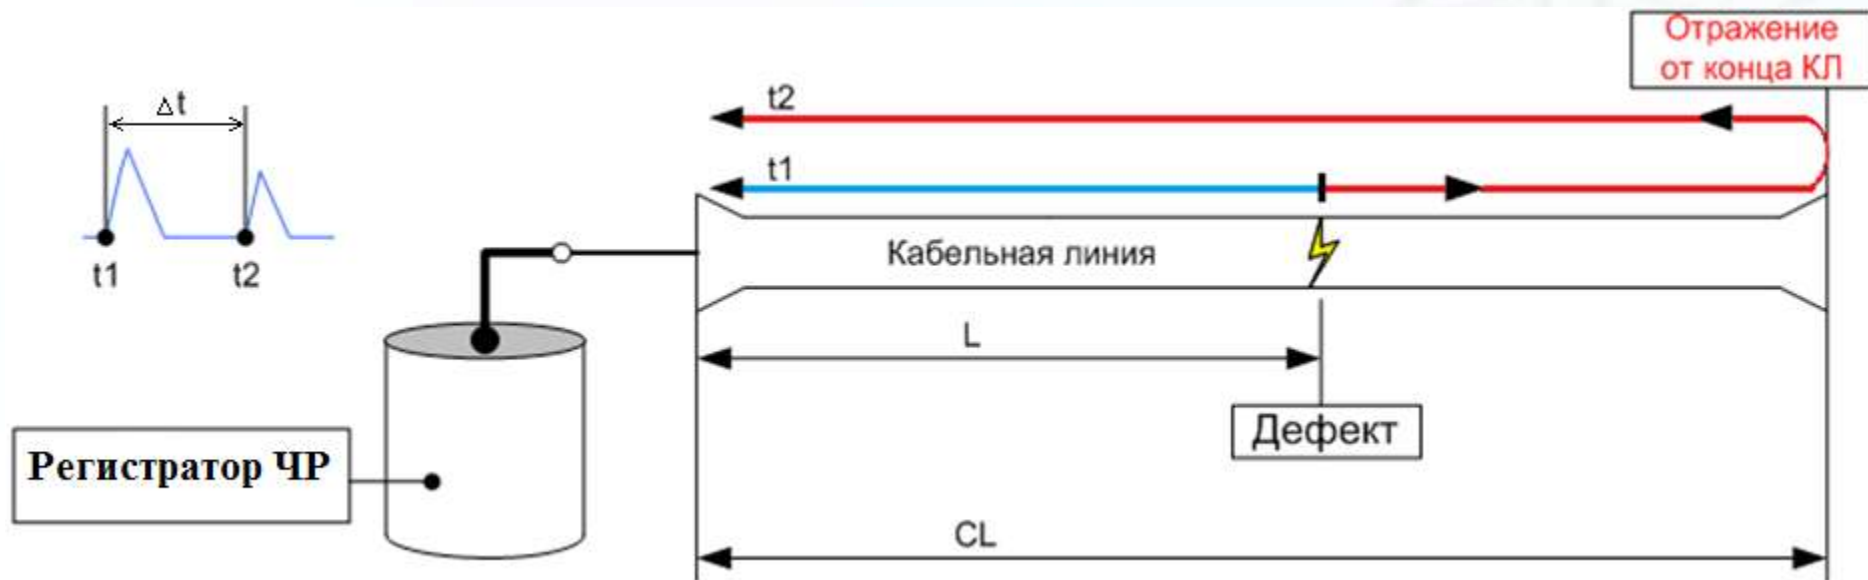 Отражение
от конца КЛ
Δt
t2
t1
t1
t2
Кабельная линия
L
Дефект
Регистратор ЧР
CL